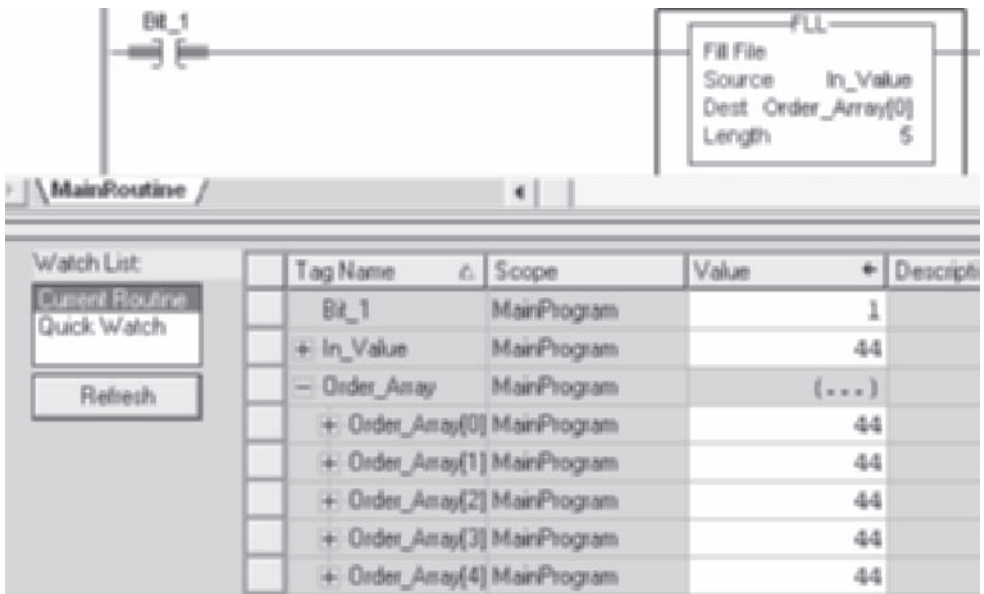 Bit_1
FLL
Fill File
Source In_Value
Dest Order_Array[0]
Length 5
MainRoutine
Watch List:
Current Routine
Quick Watch
Refresh
Tag Name Scope Value Descripti
Bit_1 MainProgram 1
+ In_Value MainProgram 44
- Order_Array MainProgram {...}
+ Order_Array[0] MainProgram 44
+ Order_Array[1] MainProgram 44
+ Order_Array[2] MainProgram 44
+ Order_Array[3] MainProgram 44
+ Order_Array[4] MainProgram 44